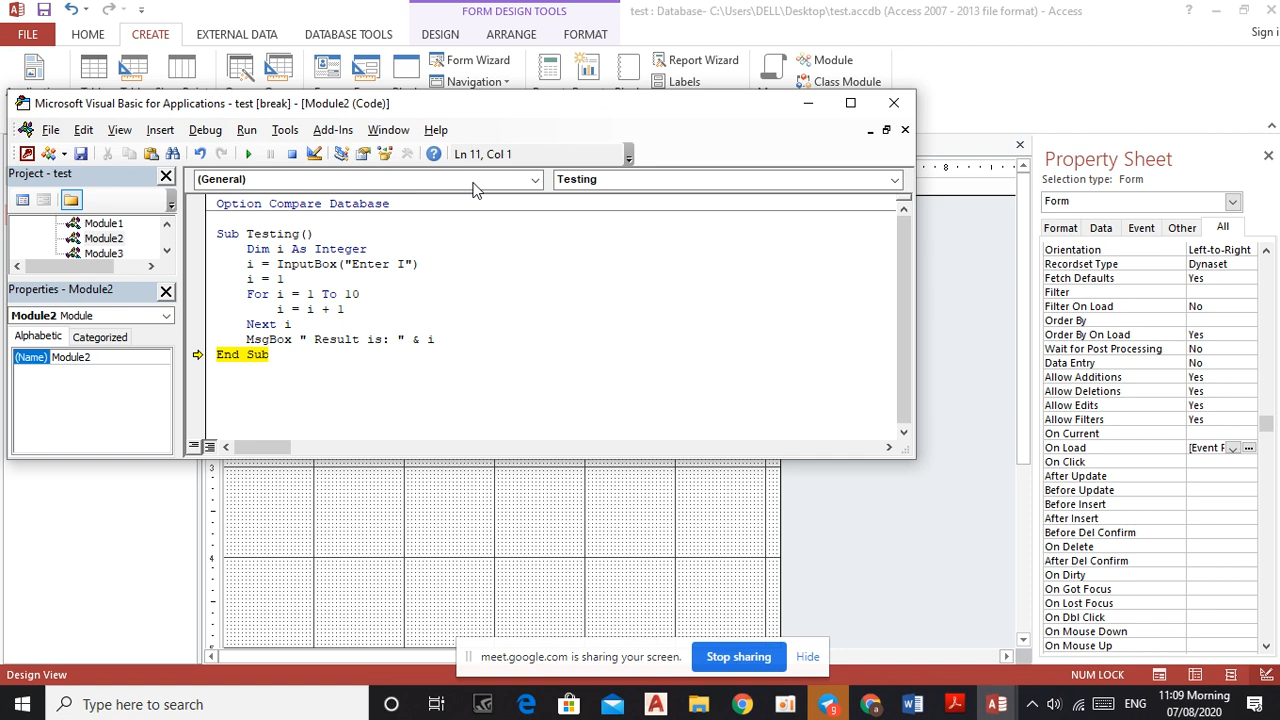 FORM DESIGN TOOLS
test : Database- C:\Users\DELL\Desktop\test.accdb (Access 2007 - 2013 file format) - Access
?
FILE
HOME
CREATE
EXTERNAL DATA
DATABASE TOOLS
DESIGN
ARRANGE
FORMAT
Sign i
Form Wizard
Navigation
Report Wizard
Labels
Module
Class Module
Microsoft Visual Basic for Applications - test [break] - [Module2 (Code)]
File Edit View Insert Debug Run Tools Add-Ins Window Help
Ln 11, Col 1
Project - test
Module1
Module2
Module3
Properties - Module2
Module2 Module
Alphabetic Categorized
(Name) Module2
(General)
Testing
Option Compare Database
Sub Testing()
Dim i As Integer
i = InputBox("Enter I")
i = 1
For i = 1 To 10
i = i + 1
Next i
MsgBox " Result is: " & i
End Sub
8
3
4
Property Sheet
Selection type: Form
Form
Format Data Event Other All
Orientation Left-to-Right
Recordset Type Dynaset
Fetch Defaults Yes
Filter
Filter On Load No
Order By
Order By On Load Yes
Wait for Post Processing No
Data Entry No
Allow Additions Yes
Allow Deletions Yes
Allow Edits Yes
Allow Filters Yes
On Current
On Load [Event P
On Click
After Update
Before Update
Before Insert
After Insert
Before Del Confirm
On Delete
After Del Confirm
On Dirty
On Got Focus
On Lost Focus
On Dbl Click
On Mouse Down
On Mouse Up
meet.google.com is sharing your screen.
Stop sharing
Hide
Design View
NUM LOCK
Type here to search
9
ENG
11:09 Morning
07/08/2020